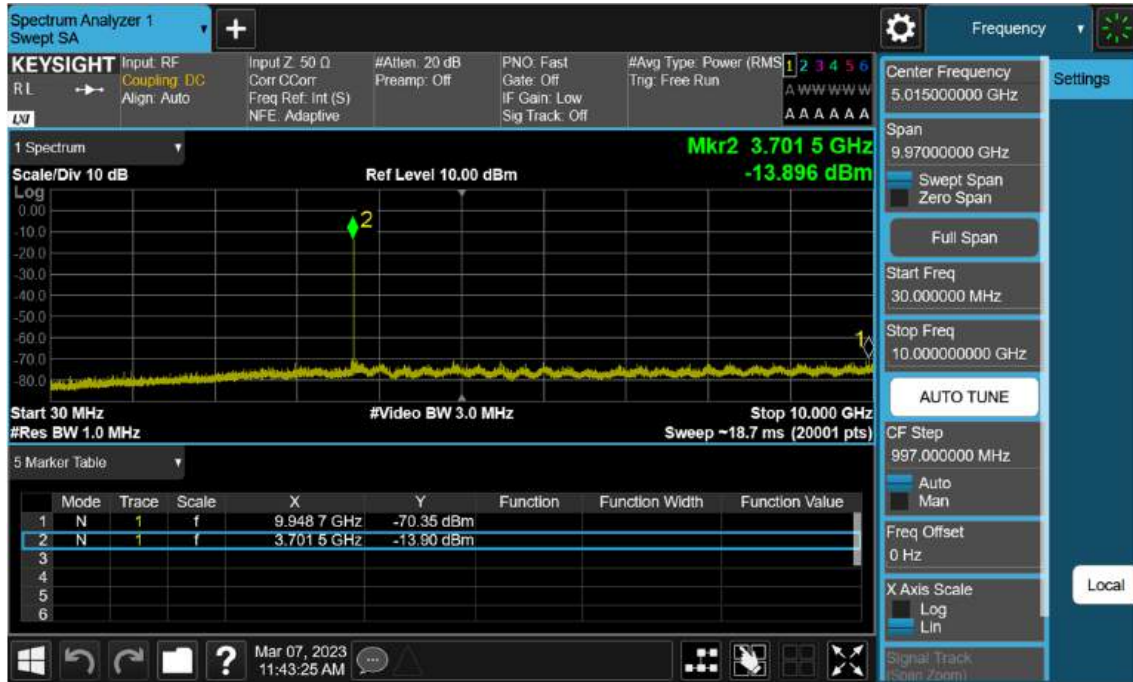 Spectrum Analyzer 1
Swept SA
+
Frequency
KEYSIGHT
R L
LXI
Input: RF
Coupling: DC
Align: Auto
Input Z: 50 Ω
Corr CCorr
Freq Ref: Int (S)
NFE: Adaptive
#Atten: 20 dB
Preamp: Off
PNO: Fast
Gate: Off
IF Gain: Low
Sig Track: Off
#Avg Type: Power (RMS
Trig: Free Run
1 2 3 4 5 6
A W W W W W
A A A A A A
1 Spectrum
Scale/Div 10 dB
Ref Level 10.00 dBm
Mkr2 3.701 5 GHz
-13.896 dBm
Log
0.00
-10.0
-20.0
-30.0
-40.0
-50.0
-60.0
-70.0
-80.0
2
1
Start 30 MHz
#Video BW 3.0 MHz
Stop 10.000 GHz
#Res BW 1.0 MHz
Sweep ~18.7 ms (20001 pts)
5 Marker Table
Mode Trace Scale X Y Function Function Width Function Value
1 N 1 f 9.948 7 GHz -70.35 dBm
2 N 1 f 3.701 5 GHz -13.90 dBm
3
4
5
6
?
Mar 07, 2023
11:43:25 AM
Center Frequency
5.015000000 GHz
Settings
Span
9.97000000 GHz
Swept Span
Zero Span
Full Span
Start Freq
30.000000 MHz
Stop Freq
10.000000000 GHz
AUTO TUNE
CF Step
997.000000 MHz
Auto
Man
Freq Offset
0 Hz
X Axis Scale
Log
Lin
Local
Signal Track
(Span Zoom)